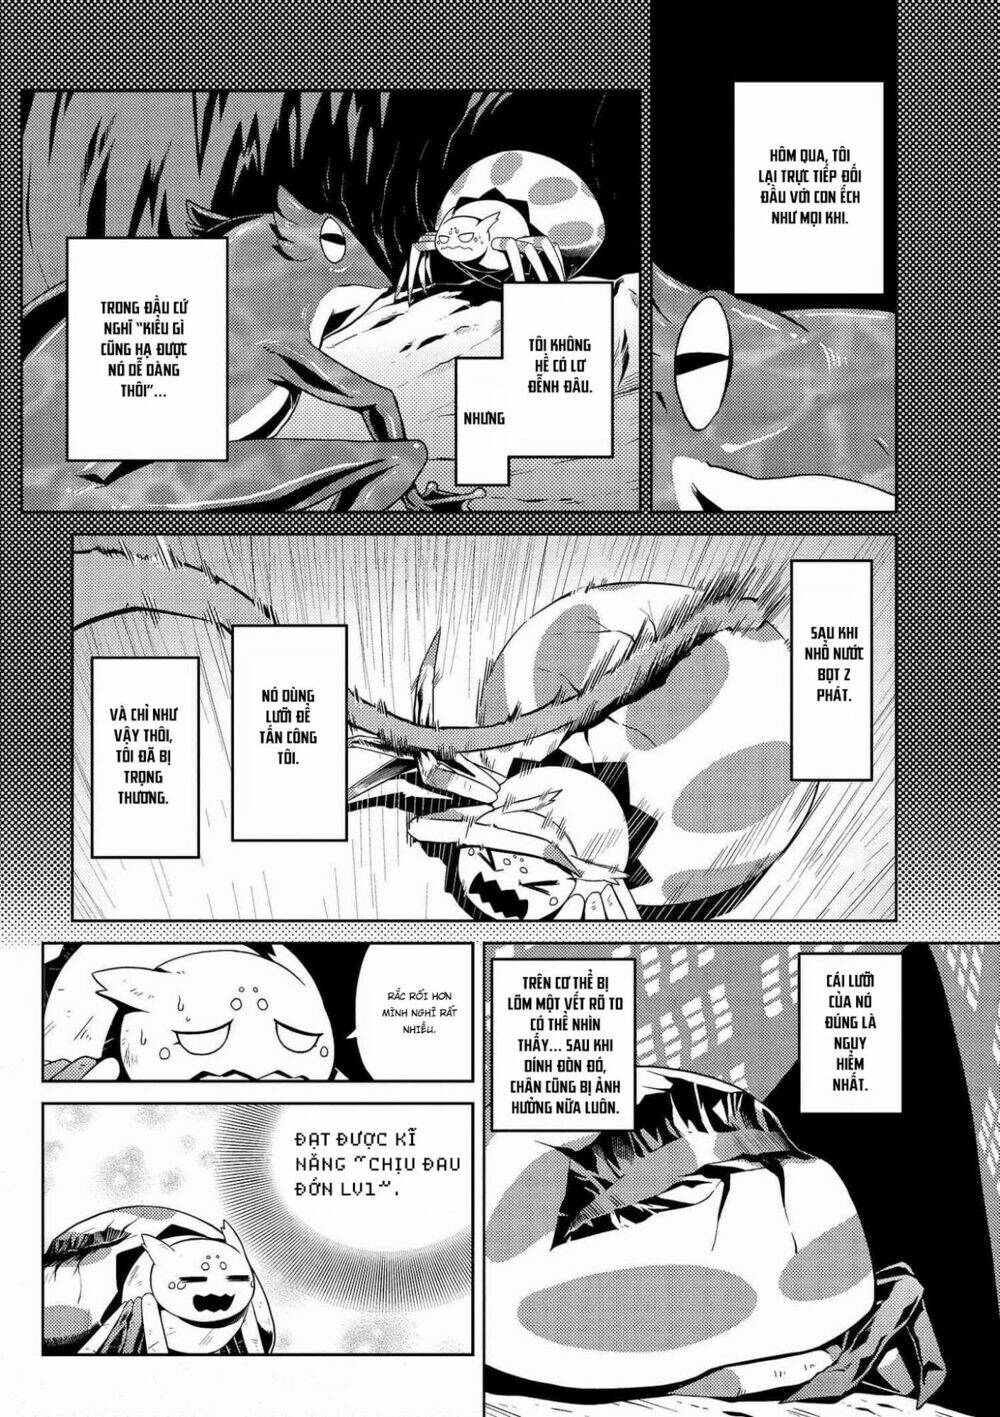 HÔM QUA, TÔI
LẠI TRỰC TIẾP ĐỐI
ĐẦU VỚI CON ẾCH
NHƯ MỌI KHI.
TÔI KHÔNG
HỀ CÓ LƠ
ĐỄNH ĐÂU.
NHƯNG
TRONG ĐẦU CỨ
NGHĨ "KIỂU GÌ
CŨNG HẠ ĐƯỢC
NÓ DỄ DÀNG
THÔI"...
SAU KHI
NHỔ NƯỚC
BỌT 2
PHÁT.
NÓ DÙNG
LƯỠI ĐỂ
TẤN CÔNG
TÔI.
VÀ CHỈ NHƯ
VẬY THÔI,
TÔI ĐÃ BỊ
TRỌNG
THƯƠNG.
CÁI LƯỠI
CỦA NÓ
ĐÚNG LÀ
NGUY
HIỂM
NHẤT.
TRÊN CƠ THỂ BỊ
LÕM MỘT VẾT RÕ TO
CÓ THỂ NHÌN
THẤY... SAU KHI
DÍNH ĐÒN ĐÓ,
CHÂN CŨNG BỊ ẢNH
HƯỞNG NỮA LUÔN.
RẮC RỐI HƠN
MÌNH NGHĨ RẤT
NHIỀU.
ĐẠT ĐƯỢC KĨ
NĂNG "CHỊU ĐAU
ĐỚN LV1".